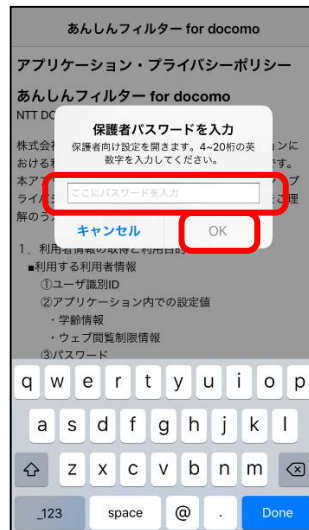 あんしんフィルター for docomo
アプリケーション・プライバシーポリシー
あんしんフィルター for docomo
NTT DO
保護者パスワードを入力
株式会
保護者向け設定を開きます。4~20桁の英
ンに
おける
数字を入力してください。
す。
本ア
プ
ライバ
ここにパスワードを入力
理
解のう
キャンセル
OK
1. 利用者情報の取得と利用目的
■利用する利用者情報
①ユーザ識別ID
②アプリケーション内での設定値
・学齢情報
・ウェブ閲覧制限情報
③パスワード
q w e r t y u i o p
a s d f g h j k l
z x c v b n m
_123 space @ . Done